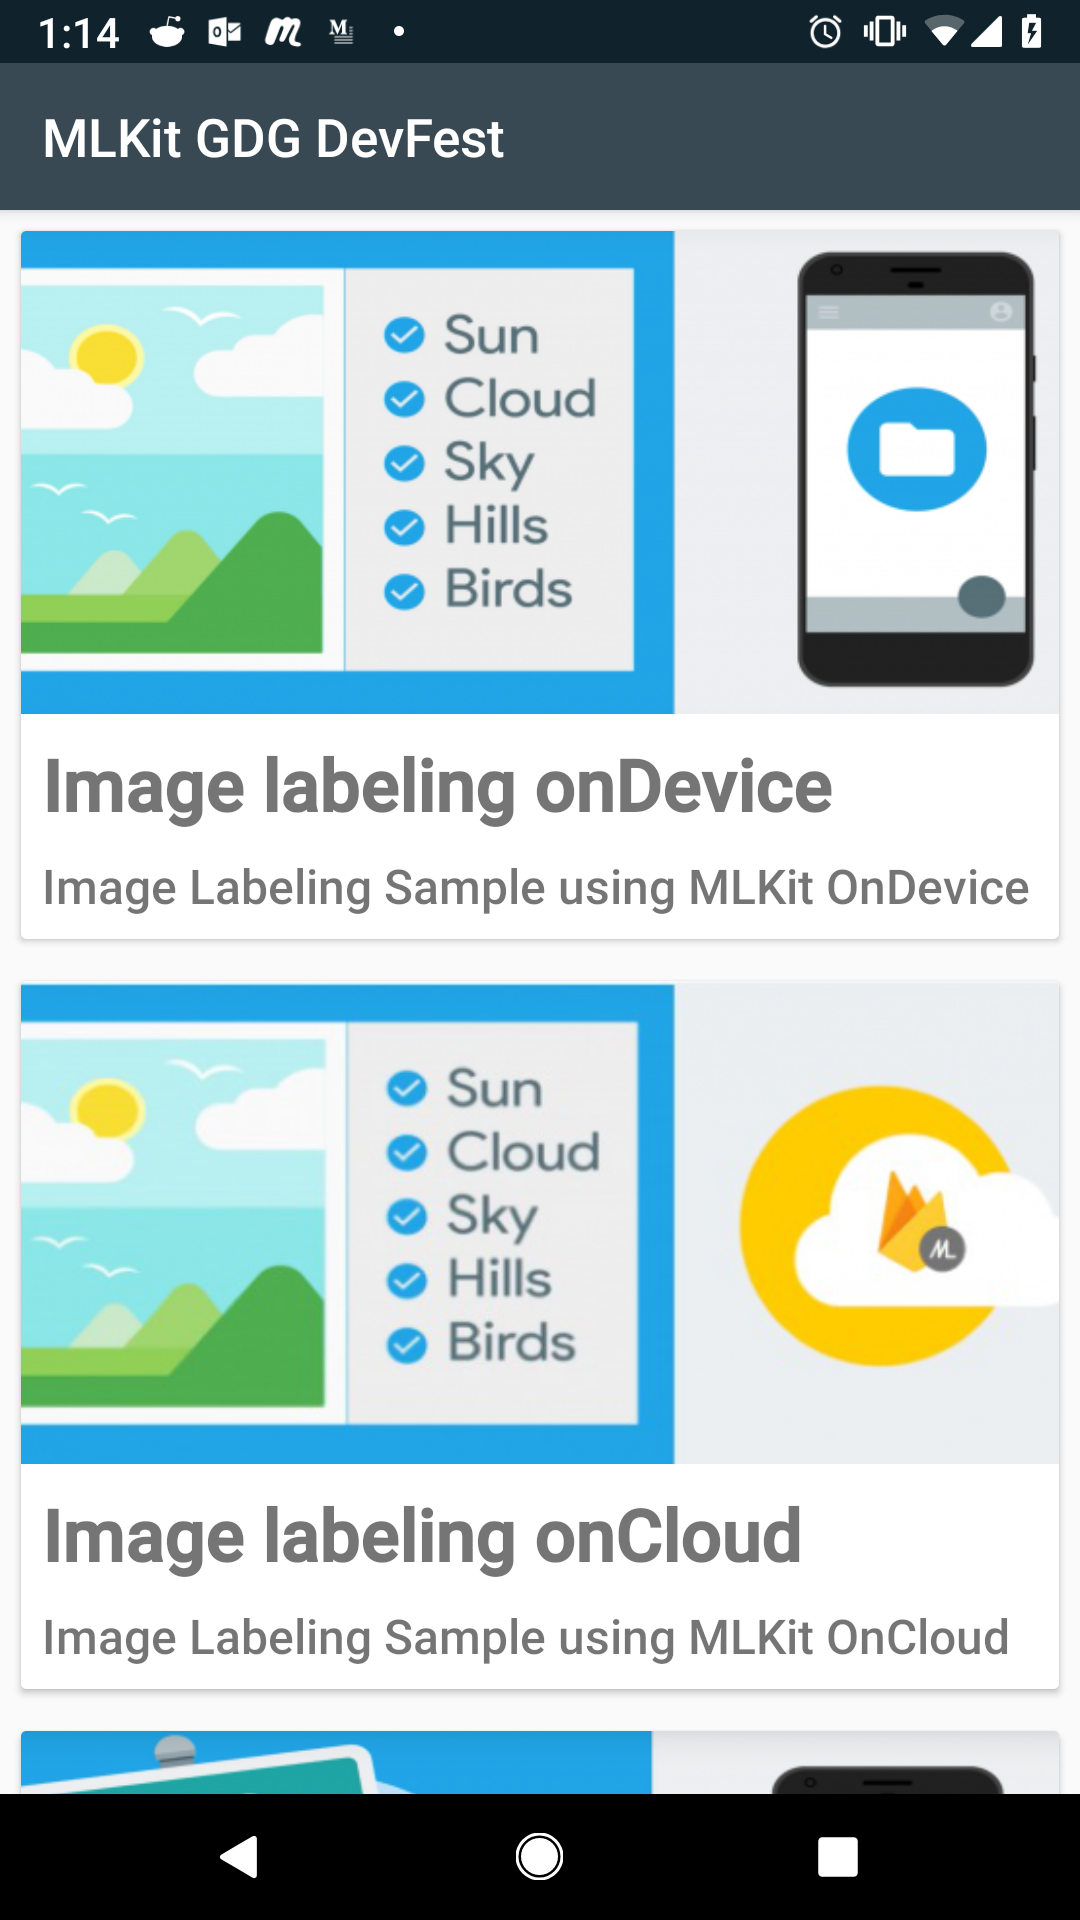 1:14
MLKit GDG DevFest
Sun
Cloud
Sky
Hills
Birds
Image labeling onDevice
Image Labeling Sample using MLKit OnDevice
Sun
Cloud
Sky
Hills
Birds
Image labeling onCloud
Image Labeling Sample using MLKit OnCloud